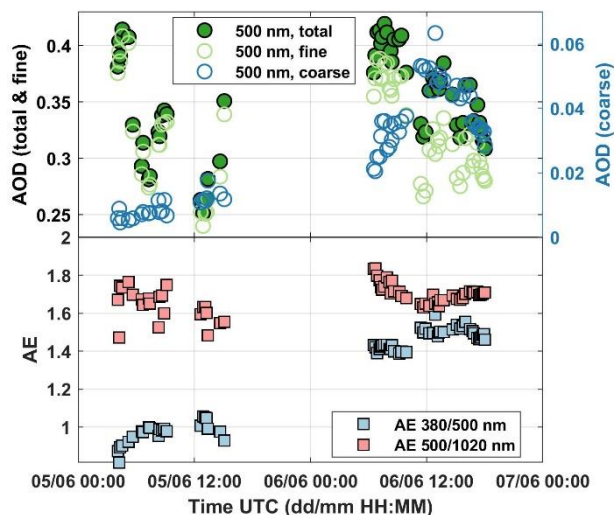 500 nm, total
500 nm, fine
500 nm, coarse
AOD (total & fine)
0.4
0.35
0.3
0.25
AOD (coarse)
0.06
0.04
0.02
0
AE
2
1.8
1.6
1.4
1.2
1
AE 380/500 nm
AE 500/1020 nm
05/06 00:00
05/06 12:00
06/06 00:00
06/06 12:00
07/06 00:00
Time UTC (dd/mm HH:MM)